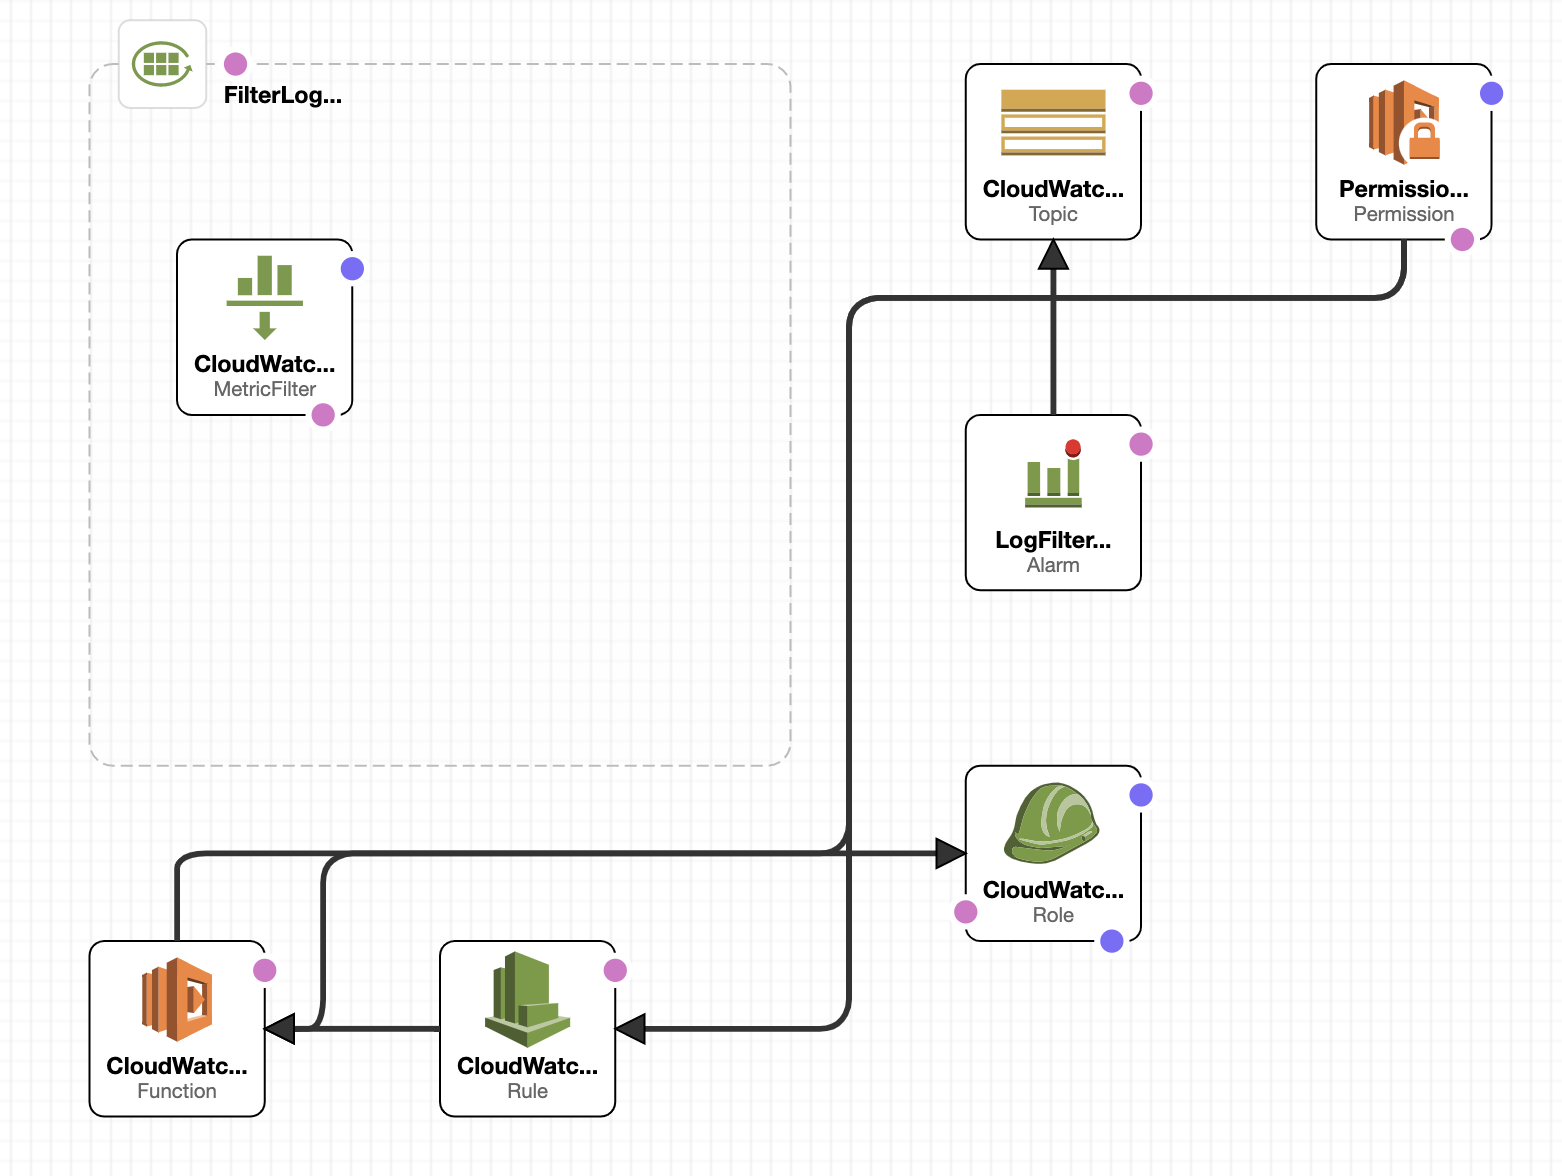 FilterLog...
CloudWatc...
Topic
Permissio...
Permission
CloudWatc...
MetricFilter
LogFilter...
Alarm
CloudWatc...
Role
CloudWatc...
Function
CloudWatc...
Rule